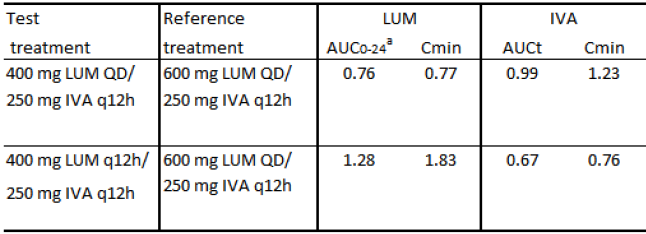 Test Reference LUM IVA
treatment treatment AUC0-24a Cmin AUCt Cmin
400 mg LUM QD/ 600 mg LUM QD/ 0.76 0.77 0.99 1.23
250 mg IVA q12h 250 mg IVA q12h
400 mg LUM q12h/ 600 mg LUM QD/ 1.28 1.83 0.67 0.76
250 mg IVA q12h 250 mg IVA q12h